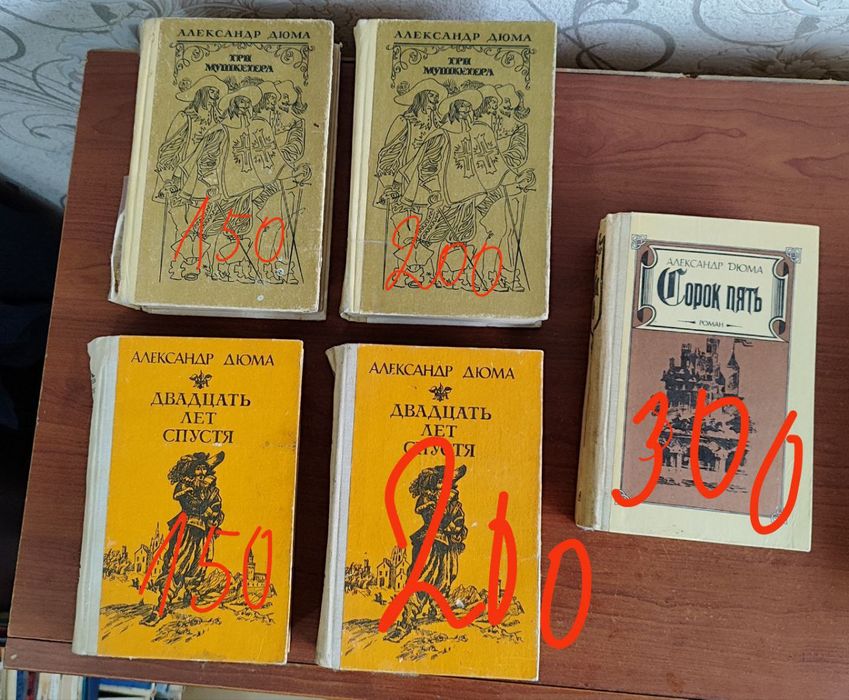 АЛЕКСАНДР ДЮМА
ТРИ
МУШКЕТЕРА
150
АЛЕКСАНДР ДЮМА
ТРИ
МУШКЕТЕРА
200
АЛЕКСАНДР ДЮМА
Сорок пять
РОМАН
300
АЛЕКСАНДР ДЮМА
ДВАДЦАТЬ
ЛЕТ
СПУСТЯ
150
АЛЕКСАНДР ДЮМА
ДВАДЦАТЬ
ЛЕТ
СПУСТЯ
200